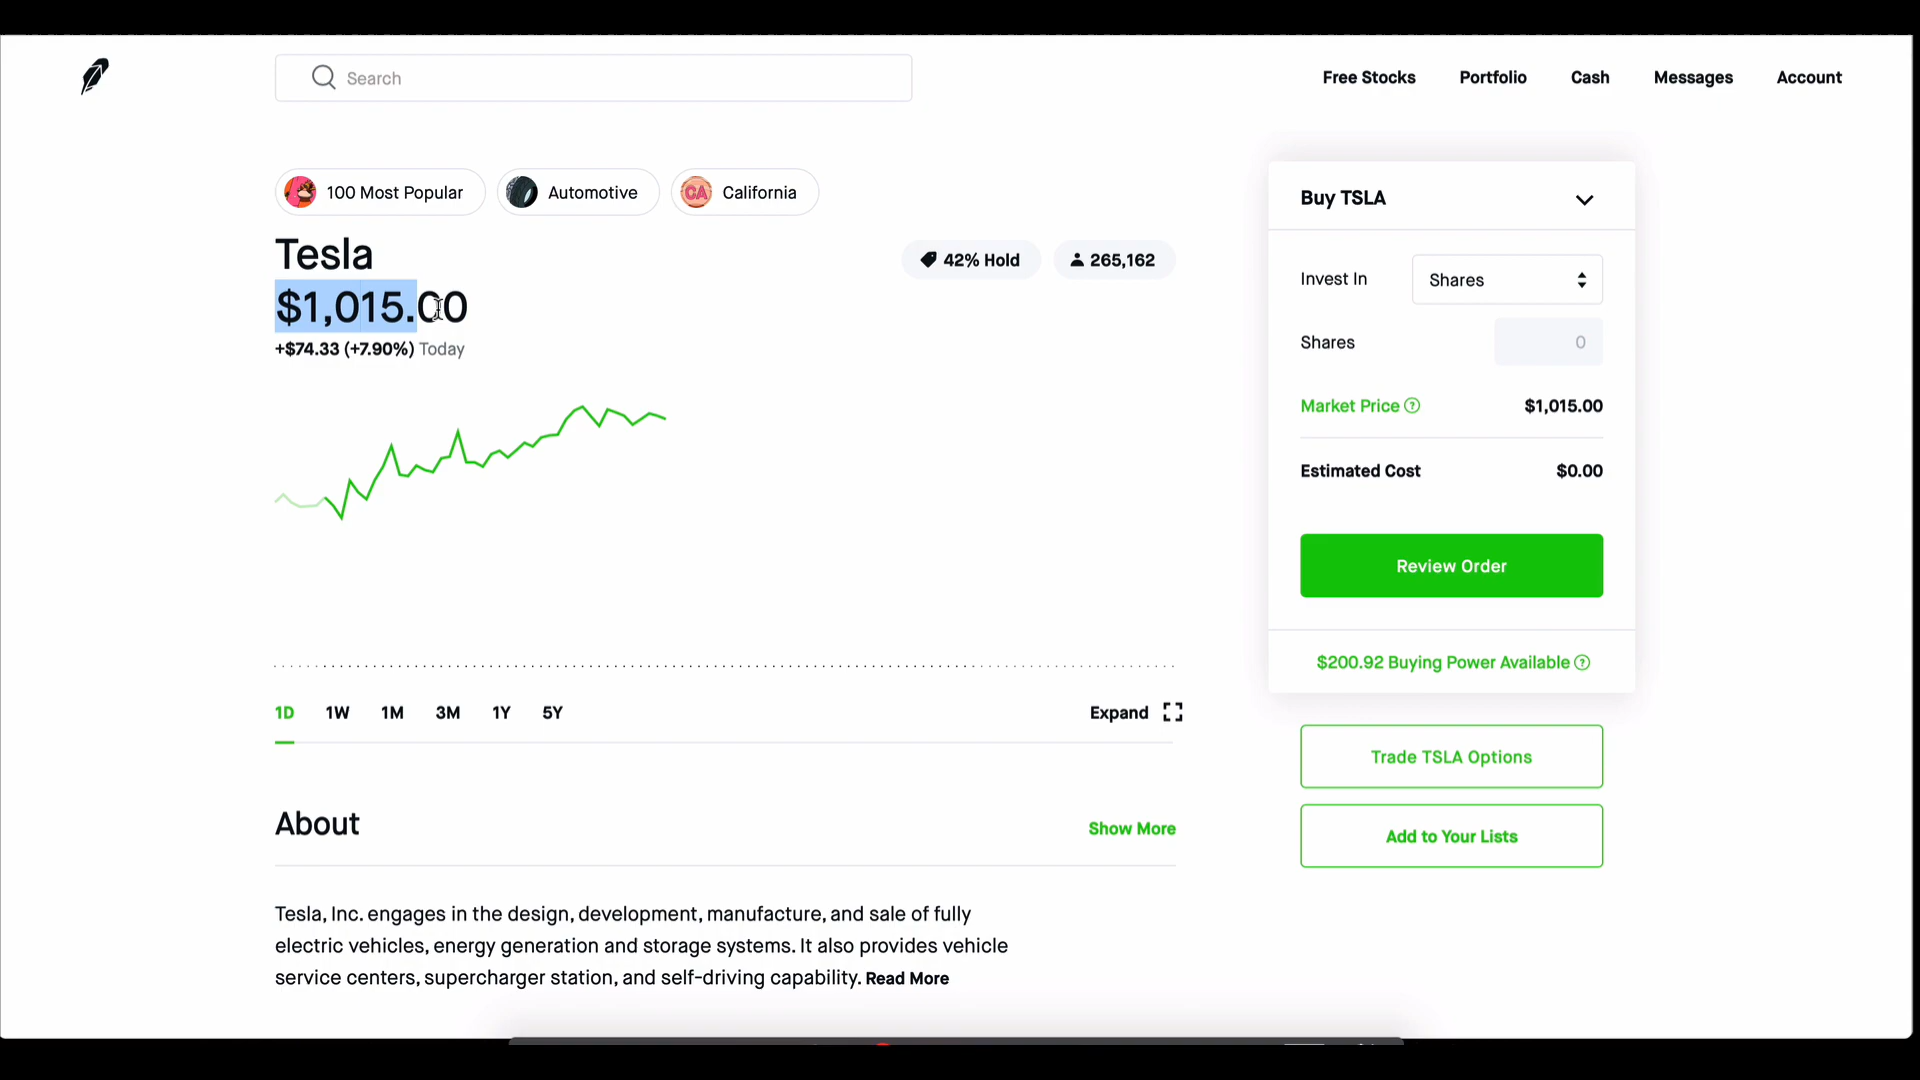 Search
Free Stocks
Portfolio
Cash
Messages
Account
100 Most Popular
Automotive
CA
California
Tesla
42% Hold
265,162
$1,015.00
+$74.33 (+7.90%) Today
1D
1W
1M
3M
1Y
5Y
Expand
About
Show More
Tesla, Inc. engages in the design, development, manufacture, and sale of fully
electric vehicles, energy generation and storage systems. It also provides vehicle
service centers, supercharger station, and self-driving capability. Read More
Buy TSLA
Invest In
Shares
Shares
0
Market Price ?
$1,015.00
Estimated Cost
$0.00
Review Order
$200.92 Buying Power Available ?
Trade TSLA Options
Add to Your Lists